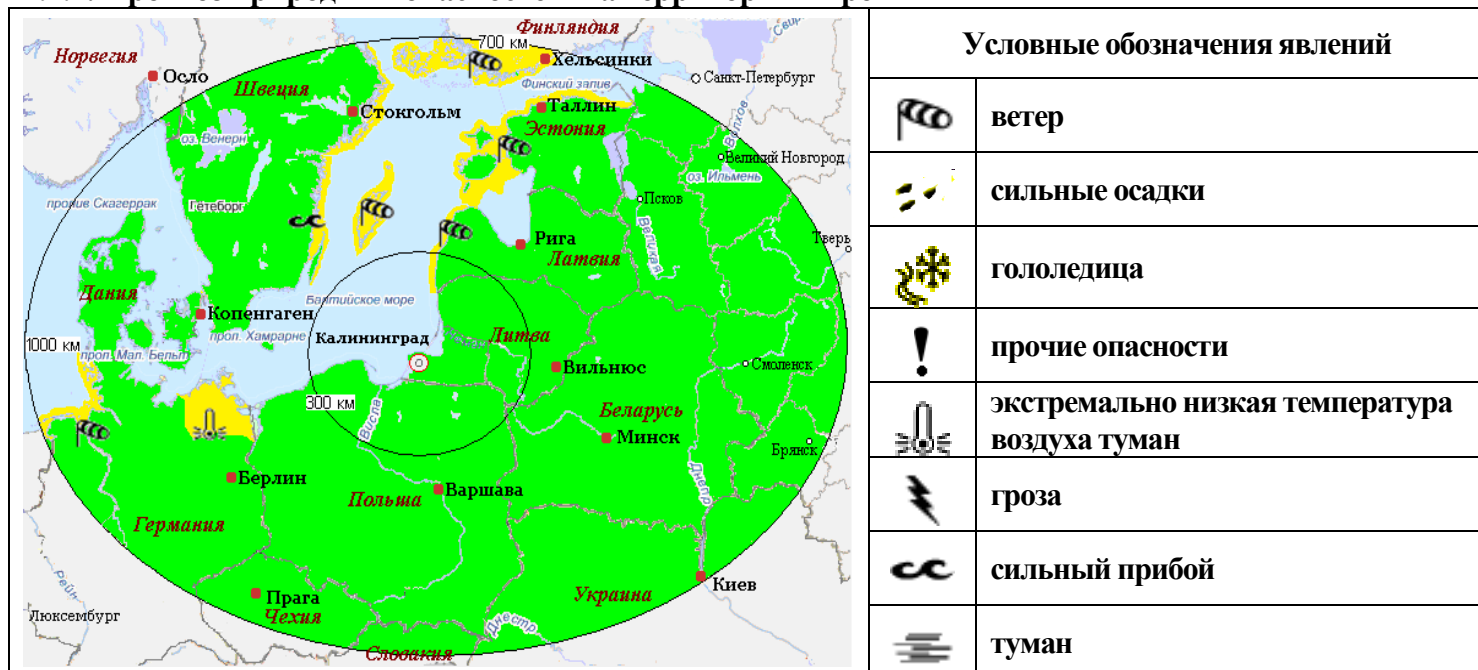 Условные обозначения явлений
ветер
сильные осадки
гололедица
прочие опасности
экстремально низкая температура
воздуха туман
гроза
сильный прибой
туман
Финляндия
700 км
Норвегия
Хельсинки
Осло
Санкт-Петербург
Швеция
Финский залив
Стокгольм
Таллин
Волхов
Эстония
оз. Венерн
Великий Новгород
оз. Ильмень
пролив Скагеррак
Гетеборг
Псков
Великая
Рига
Тверь
Латвия
Дания
Балтийское море
Копенгаген
прол. Хамрарне
Калининград
Литва
1000 км
прол. Мал. Бельт
Вильнюс
Смоленск
300 км
Висла
Беларусь
Минск
Брянск
Берлин
Днепр
Польша
Варшава
Германия
Рейн
Киев
Прага
Украина
Люксембург
Чехия
Днестр
Словакия